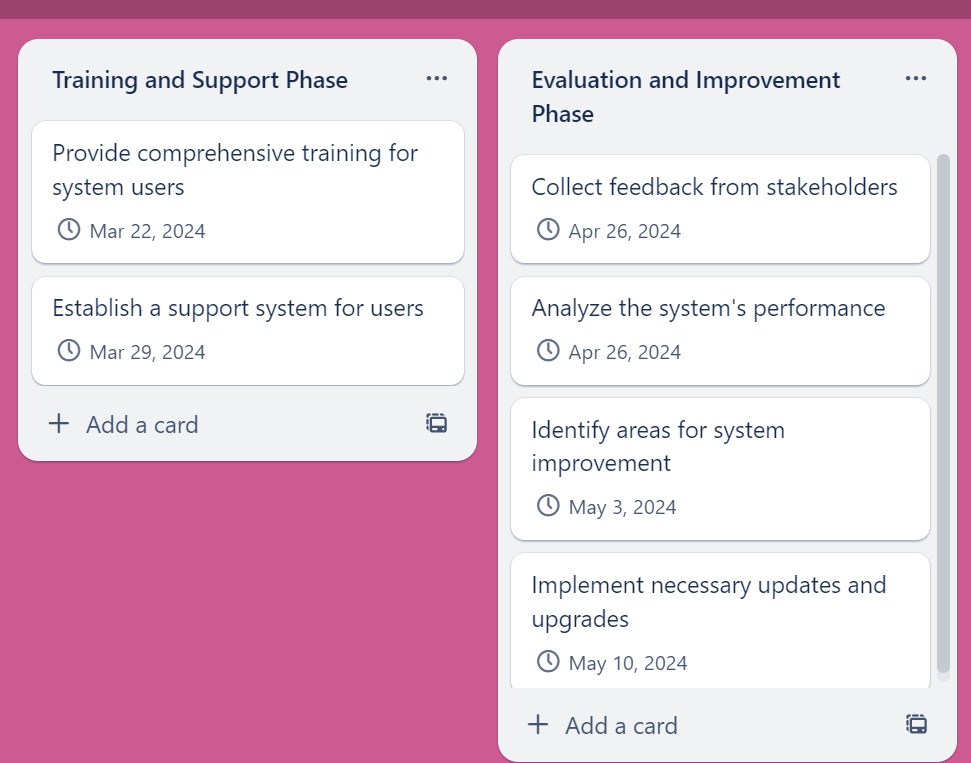 Training and Support Phase
Provide comprehensive training for
system users
Mar 22, 2024
Establish a support system for users
Mar 29, 2024
Add a card
Evaluation and Improvement
Phase
Collect feedback from stakeholders
Apr 26, 2024
Analyze the system's performance
Apr 26, 2024
Identify areas for system
improvement
May 3, 2024
Implement necessary updates and
upgrades
May 10, 2024
Add a card